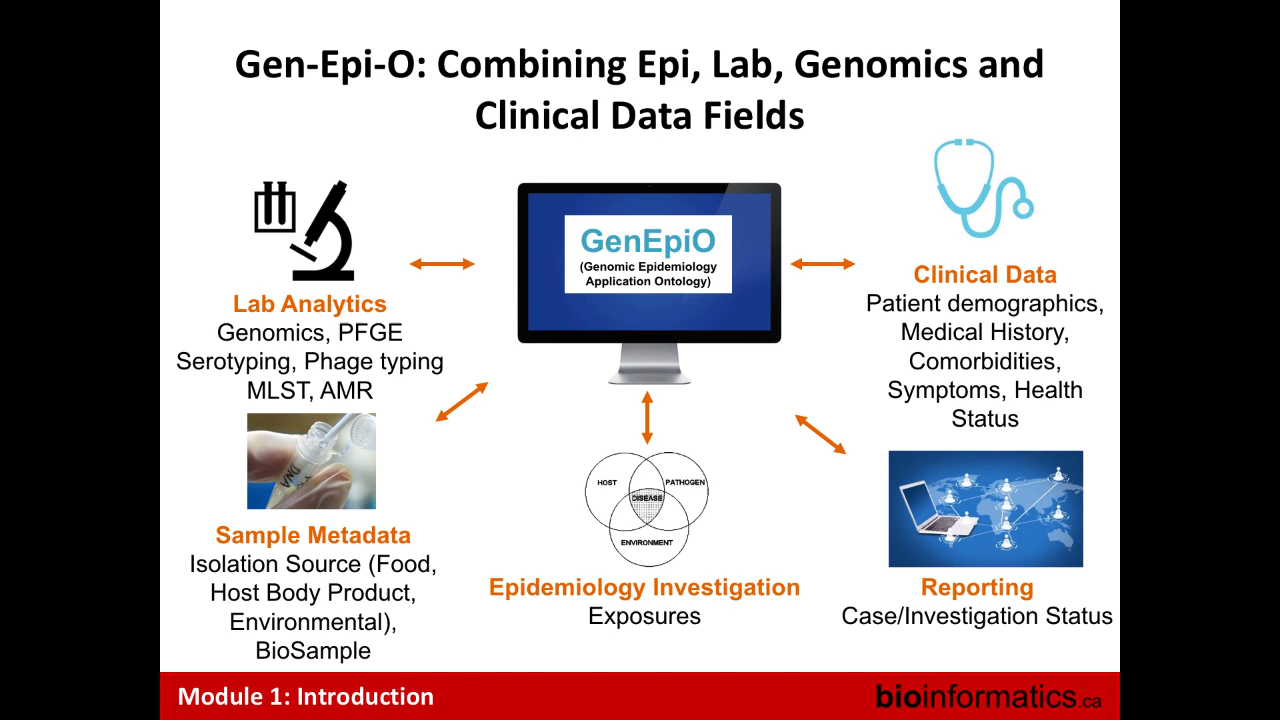 Gen-Epi-O: Combining Epi, Lab, Genomics and
Clinical Data Fields
GenEpiO
(Genomic Epidemiology
Application Ontology)
Lab Analytics
Genomics, PFGE
Serotyping, Phage typing
MLST, AMR
Clinical Data
Patient demographics,
Medical History,
Comorbidities,
Symptoms, Health
Status
DNA
Sample Metadata
Isolation Source (Food,
Host Body Product,
Environmental),
BioSample
HOST
PATHOGEN
DISEASE
ENVIRONMENT
Epidemiology Investigation
Exposures
Reporting
Case/Investigation Status
Module 1: Introduction
bioinformatics.ca